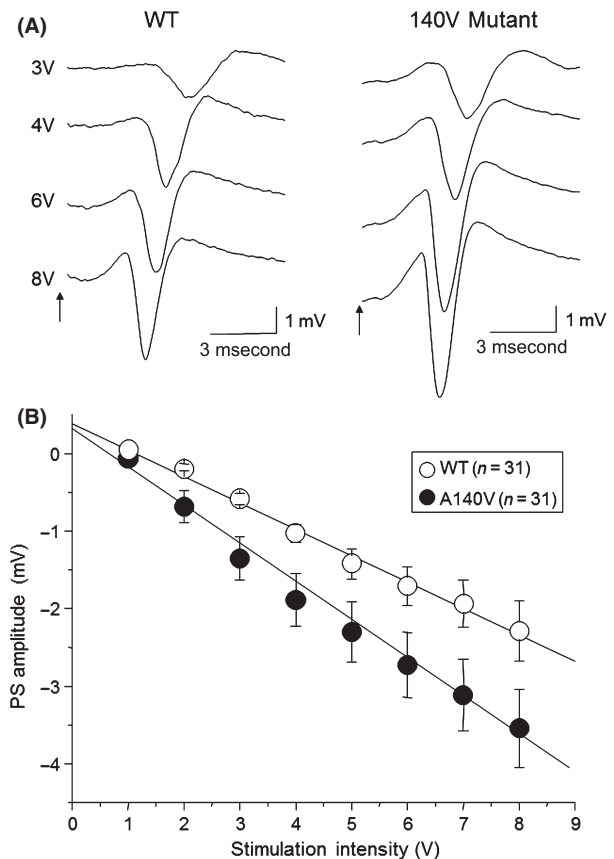 (A)
WT
140V Mutant
3V
4V
6V
8V
1 mV
3 msecond
1 mV
3 msecond
(B)
WT (n = 31)
A140V (n = 31)
PS amplitude (mV)
0
−1
−2
−3
−4
0 1 2 3 4 5 6 7 8 9
Stimulation intensity (V)